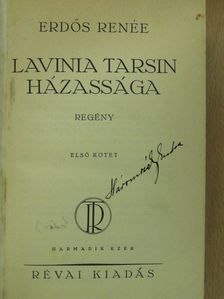 ERDŐS RENÉE
LAVINIA TARSIN
HÁZASSÁGA
REGÉNY
ELSŐ KÖTET
HARMADIK EZER
RÉVAI KIADÁS